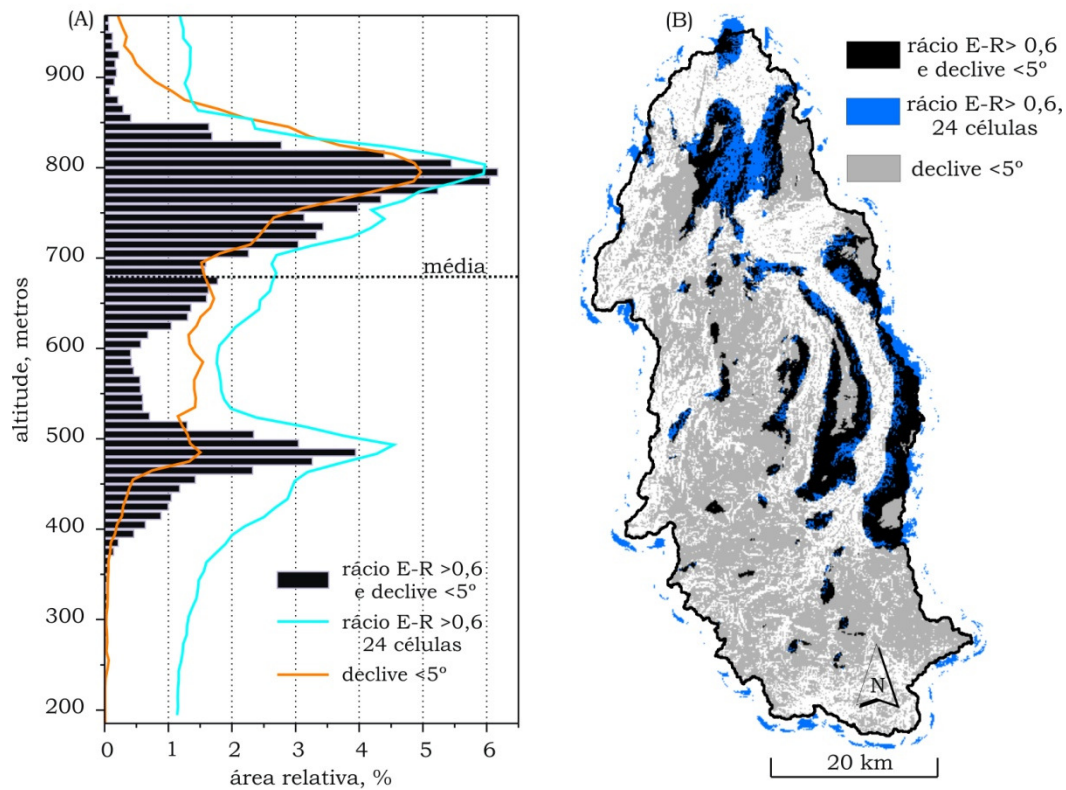 (A)
altitude, metros
900
800
700
600
500
400
300
200
média
rácio E-R >0,6
e declive <5º
rácio E-R >0,6
24 células
declive <5º
0 1 2 3 4 5 6
área relativa, %
(B)
rácio E-R> 0,6
e declive <5º
rácio E-R> 0,6,
24 células
declive <5º
N
20 km